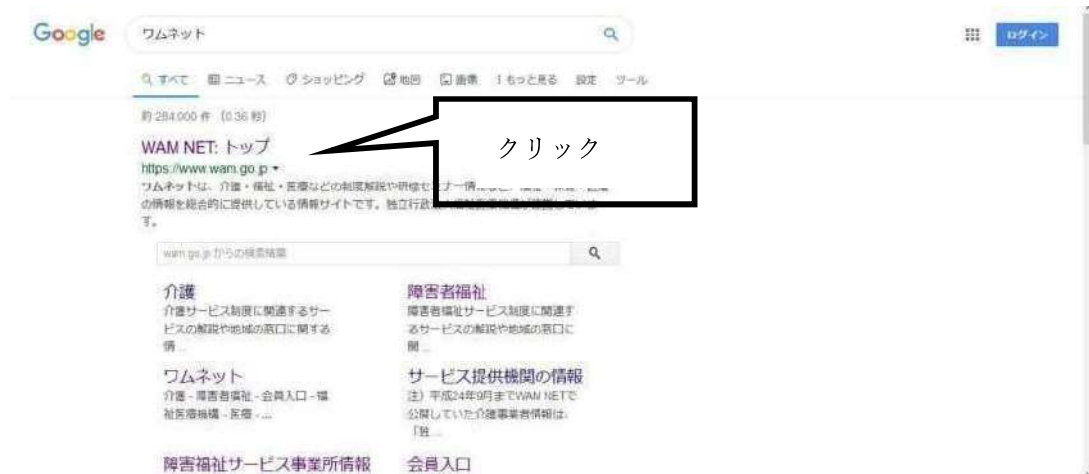 Google
ワムネット
ログイン
すべて ニュース ショッピング 地図 画像 もっと見る 設定 ツール
約 284,000 件 (0.36 秒)
クリック
WAM NET: トップ
https://www.wam.go.jp
ワムネットは、介護・福祉・医療などの制度解説や研修セミナー情
の情報を総合的に提供している情報サイトです。独立行政
す。
wam.go.jp からの検索結果
介護
介護サービス制度に関連するサー
ビスの解説や地域の窓口に関する
情 ...
障害者福祉
障害者福祉サービス制度に関連す
るサービスの解説や地域の窓口に
関 ...
ワムネット
介護 - 障害者福祉 - 会員入口 - 福
祉医療機構 - 医療 - ...
サービス提供機関の情報
注) 平成24年9月までWAM NETで
公開していた介護事業者情報は、
「独 ...
障害福祉サービス事業所情報
会員入口